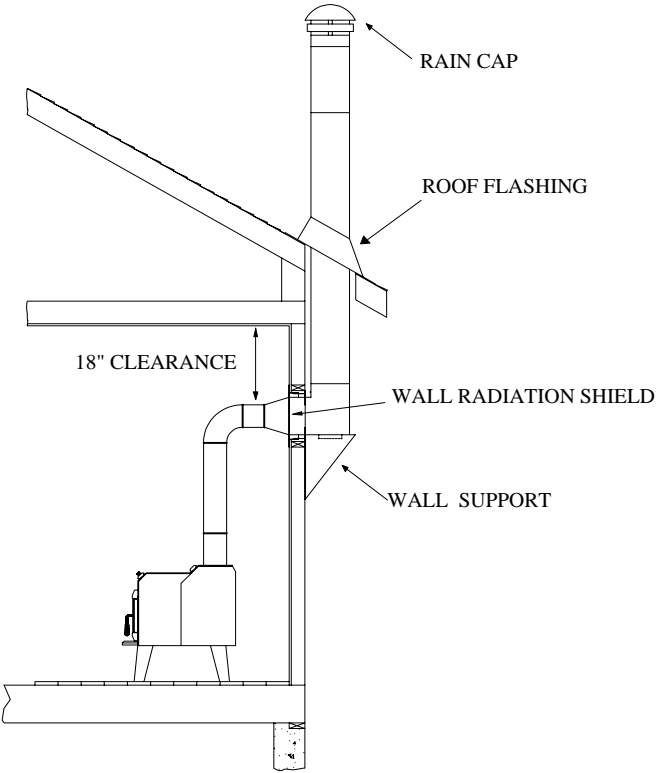 RAIN CAP
ROOF FLASHING
18" CLEARANCE
WALL RADIATION SHIELD
WALL SUPPORT